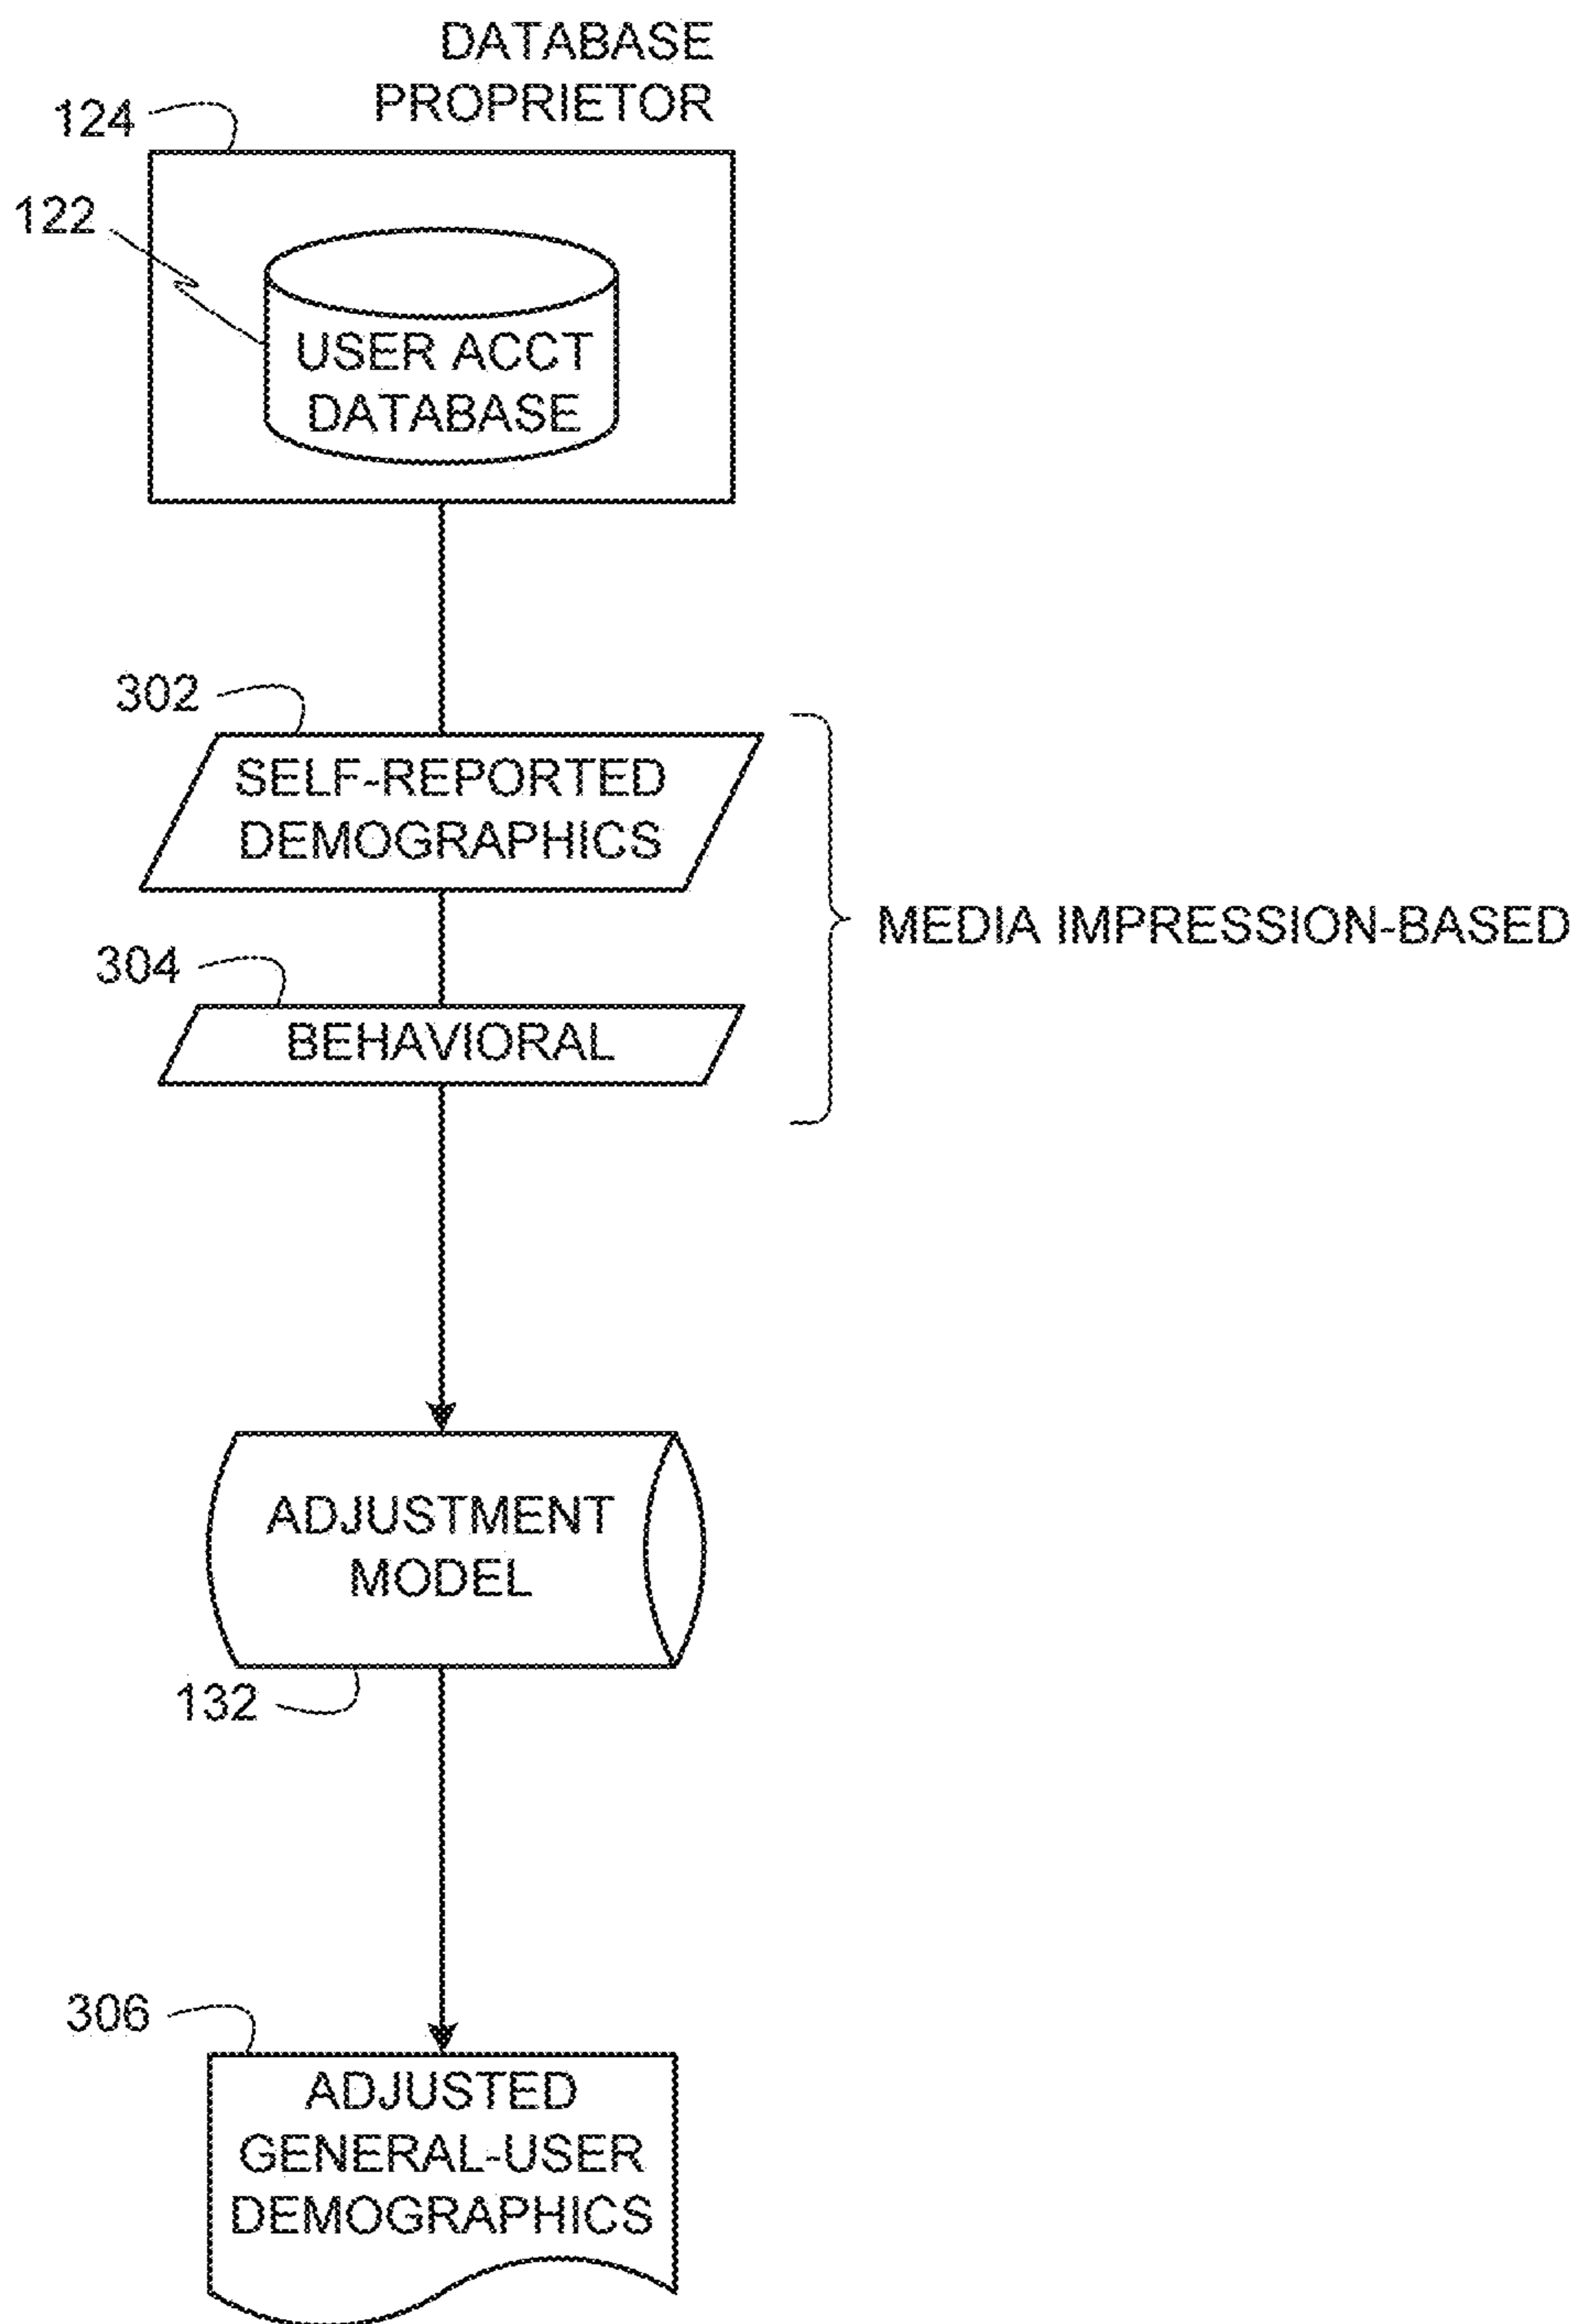 DATABASE
PROPRIETOR
124
122
USER ACCT
DATABASE
302
SELF-REPORTED
DEMOGRAPHICS
MEDIA IMPRESSION-BASED
304
BEHAVIORAL
ADJUSTMENT
MODEL
132
306
ADJUSTED
GENERAL-USER
DEMOGRAPHICS